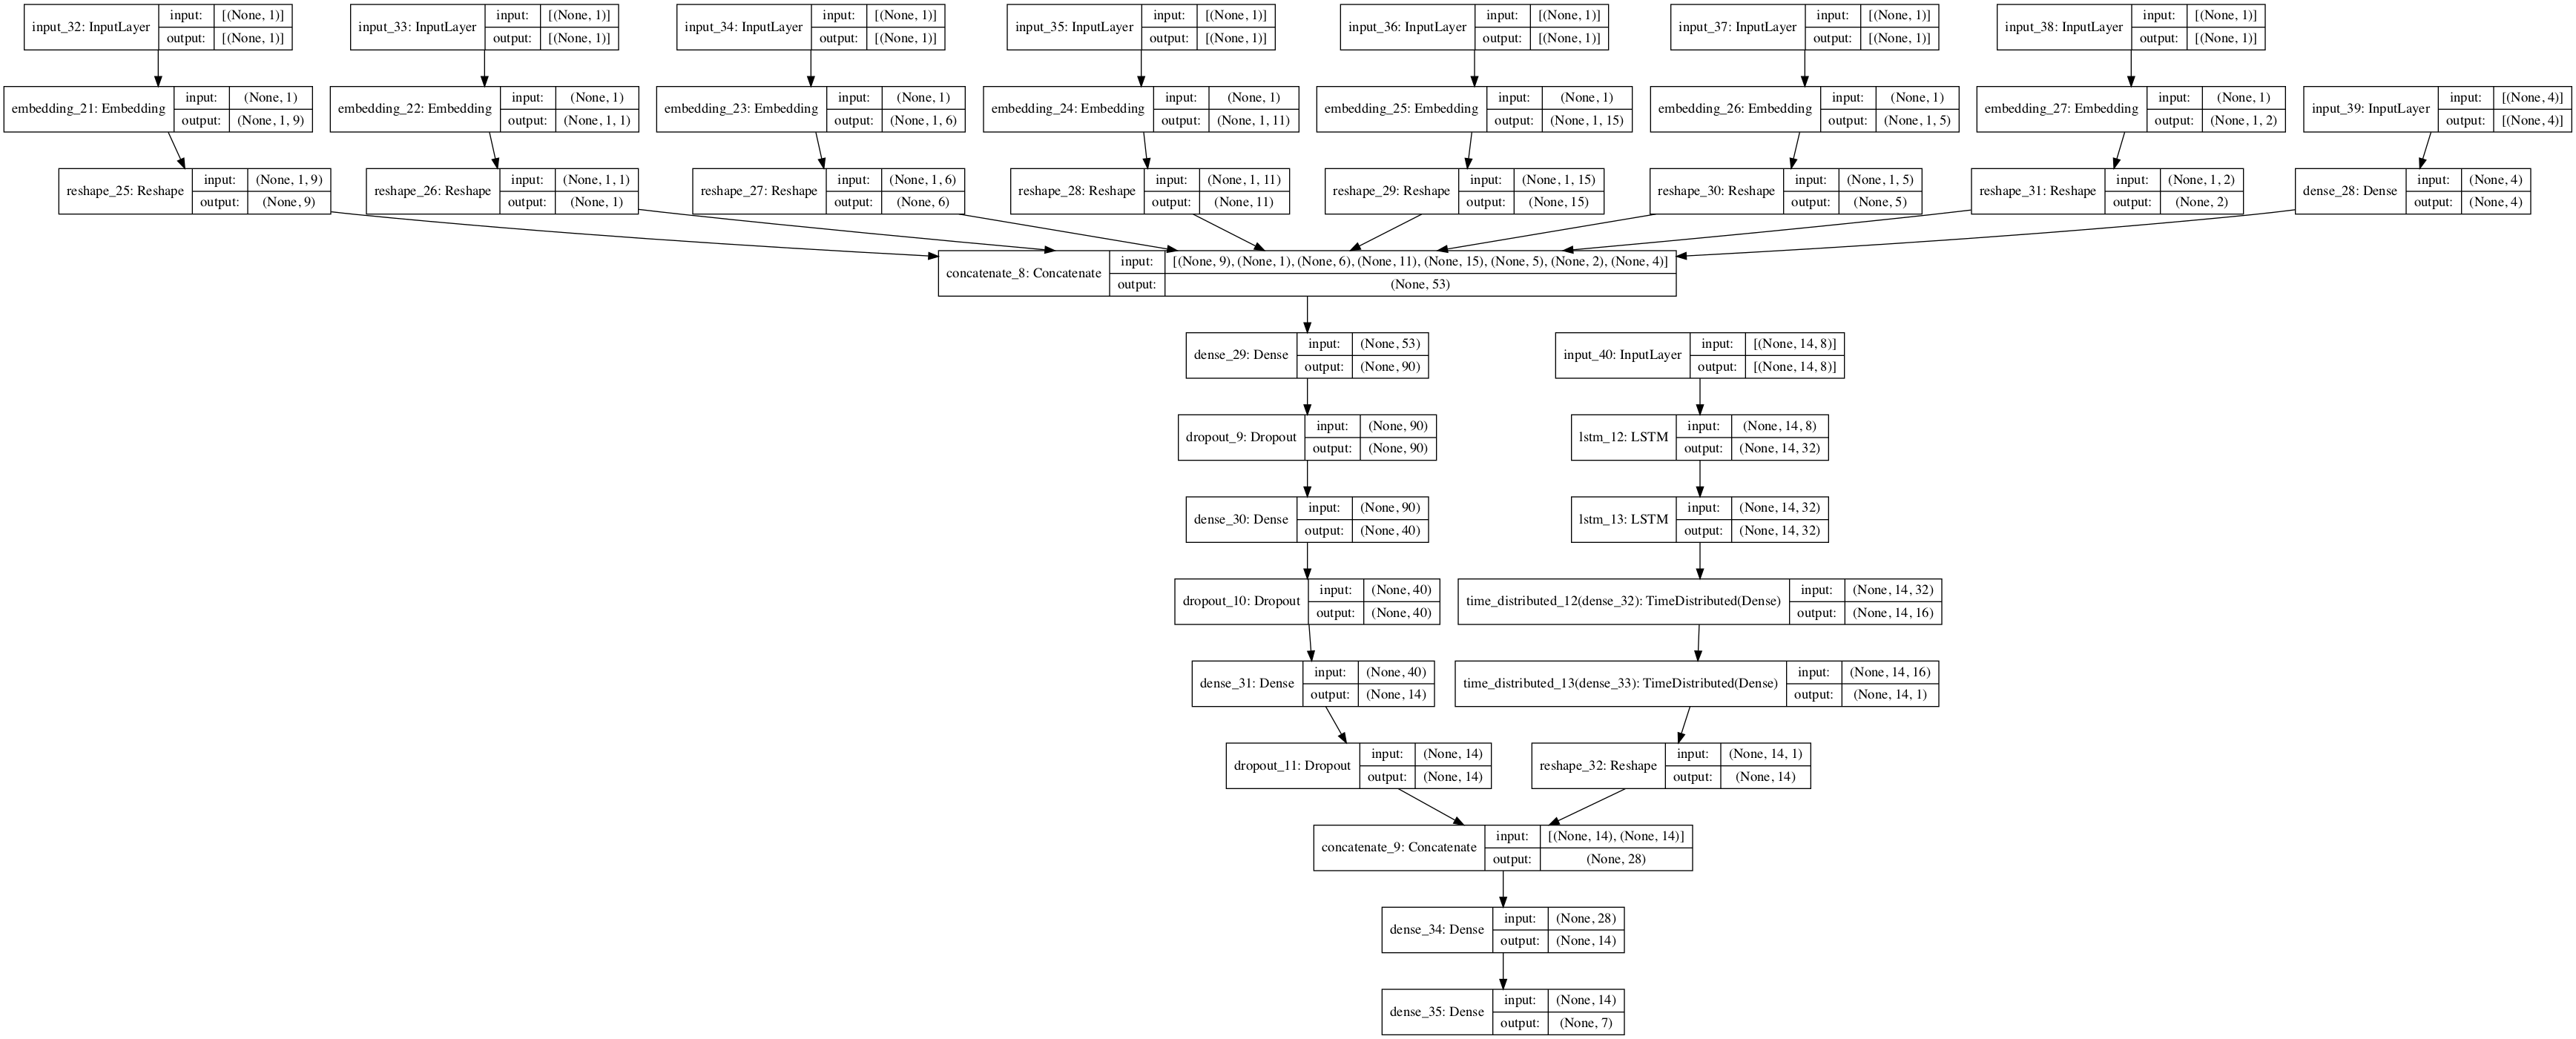 input_32: InputLayer input: [(None, 1)] output: [(None, 1)]
input_33: InputLayer input: [(None, 1)] output: [(None, 1)]
input_34: InputLayer input: [(None, 1)] output: [(None, 1)]
input_35: InputLayer input: [(None, 1)] output: [(None, 1)]
input_36: InputLayer input: [(None, 1)] output: [(None, 1)]
input_37: InputLayer input: [(None, 1)] output: [(None, 1)]
input_38: InputLayer input: [(None, 1)] output: [(None, 1)]
embedding_21: Embedding input: (None, 1) output: (None, 1, 9)
embedding_22: Embedding input: (None, 1) output: (None, 1, 1)
embedding_23: Embedding input: (None, 1) output: (None, 1, 6)
embedding_24: Embedding input: (None, 1) output: (None, 1, 11)
embedding_25: Embedding input: (None, 1) output: (None, 1, 15)
embedding_26: Embedding input: (None, 1) output: (None, 1, 5)
embedding_27: Embedding input: (None, 1) output: (None, 1, 2)
input_39: InputLayer input: [(None, 4)] output: [(None, 4)]
reshape_25: Reshape input: (None, 1, 9) output: (None, 9)
reshape_26: Reshape input: (None, 1, 1) output: (None, 1)
reshape_27: Reshape input: (None, 1, 6) output: (None, 6)
reshape_28: Reshape input: (None, 1, 11) output: (None, 11)
reshape_29: Reshape input: (None, 1, 15) output: (None, 15)
reshape_30: Reshape input: (None, 1, 5) output: (None, 5)
reshape_31: Reshape input: (None, 1, 2) output: (None, 2)
dense_28: Dense input: (None, 4) output: (None, 4)
concatenate_8: Concatenate input: [(None, 9), (None, 1), (None, 6), (None, 11), (None, 15), (None, 5), (None, 2), (None, 4)] output: (None, 53)
dense_29: Dense input: (None, 53) output: (None, 90)
input_40: InputLayer input: [(None, 14, 8)] output: [(None, 14, 8)]
dropout_9: Dropout input: (None, 90) output: (None, 90)
lstm_12: LSTM input: (None, 14, 8) output: (None, 14, 32)
dense_30: Dense input: (None, 90) output: (None, 40)
lstm_13: LSTM input: (None, 14, 32) output: (None, 14, 32)
dropout_10: Dropout input: (None, 40) output: (None, 40)
time_distributed_12(dense_32): TimeDistributed(Dense) input: (None, 14, 32) output: (None, 14, 16)
dense_31: Dense input: (None, 40) output: (None, 14)
time_distributed_13(dense_33): TimeDistributed(Dense) input: (None, 14, 16) output: (None, 14, 1)
dropout_11: Dropout input: (None, 14) output: (None, 14)
reshape_32: Reshape input: (None, 14, 1) output: (None, 14)
concatenate_9: Concatenate input: [(None, 14), (None, 14)] output: (None, 28)
dense_34: Dense input: (None, 28) output: (None, 14)
dense_35: Dense input: (None, 14) output: (None, 7)